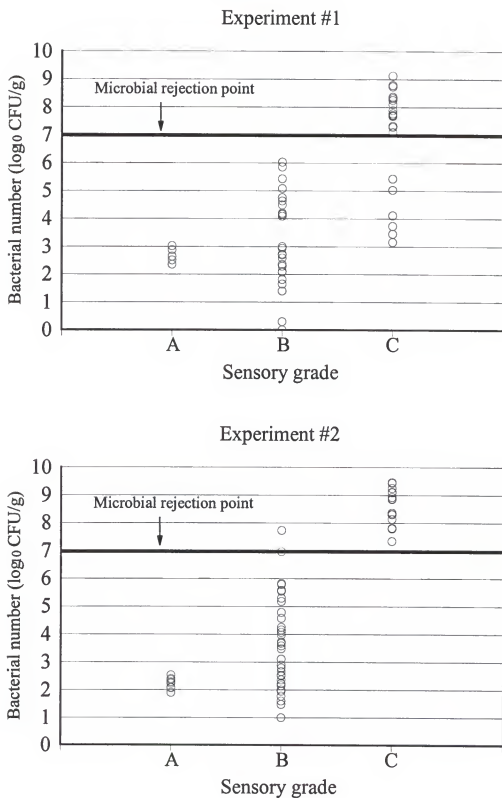 Experiment #1
10
9
Microbial rejection point
8
7
6
5
4
3
2
1
0
Bacterial number (log₀ CFU/g)
A B C
Sensory grade
Experiment #2
10
9
Microbial rejection point
8
7
6
5
4
3
2
1
0
Bacterial number (log₀ CFU/g)
A B C
Sensory grade